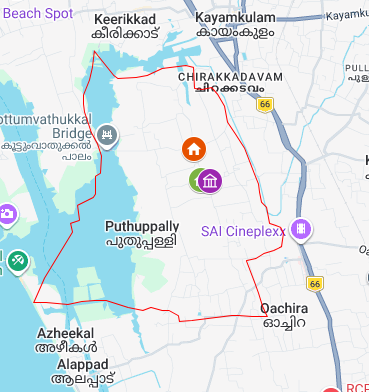 Beach Spot
Keerikkad
കീരിക്കാട്
Kayamkulam
കായംകുളം
Kayamku
CHIRAKKADAVAM
ചിറക്കടവം
PULL
66
ottumvathukkal
Bridge
കൂട്ടുംവാതുക്കൽ
പാലം
Puthuppally
പുതുപ്പള്ളി
SAI Cineplexx
66
Oachira
ഓച്ചിറ
Azheekal
അഴീകൽ
Alappad
ആലപ്പാട്
RCP